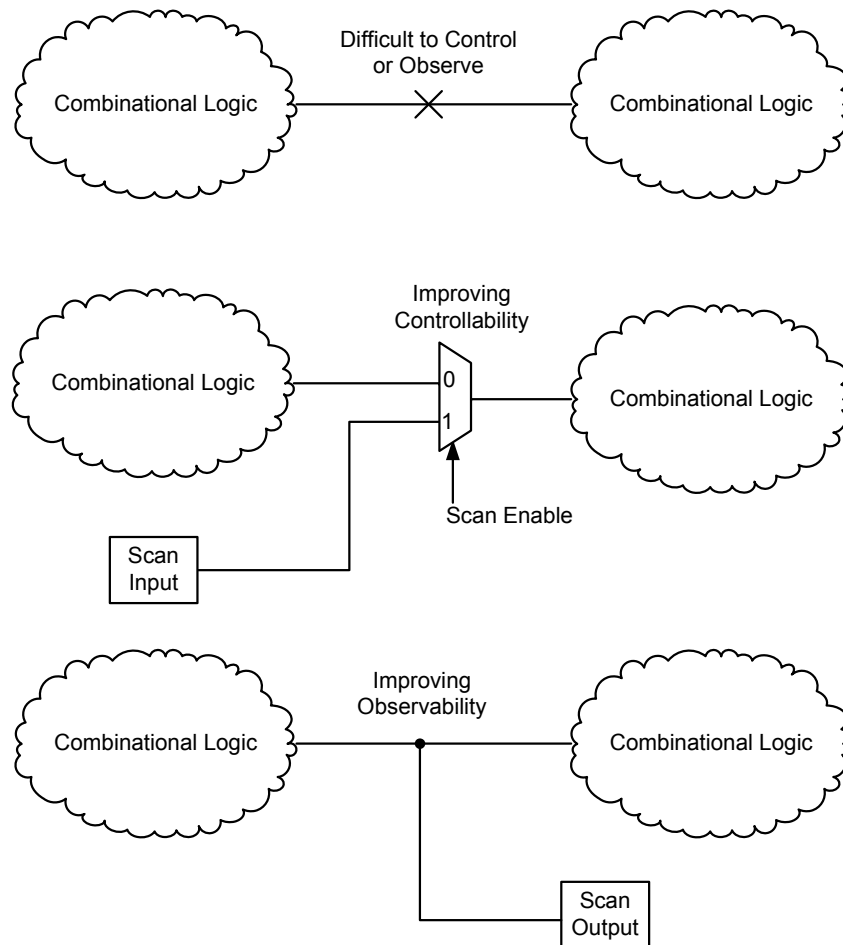 Difficult to Control
or Observe
Combinational Logic
Combinational Logic
Improving
Controllability
Combinational Logic
0
1
Combinational Logic
Scan Enable
Scan
Input
Improving
Observability
Combinational Logic
Combinational Logic
Scan
Output